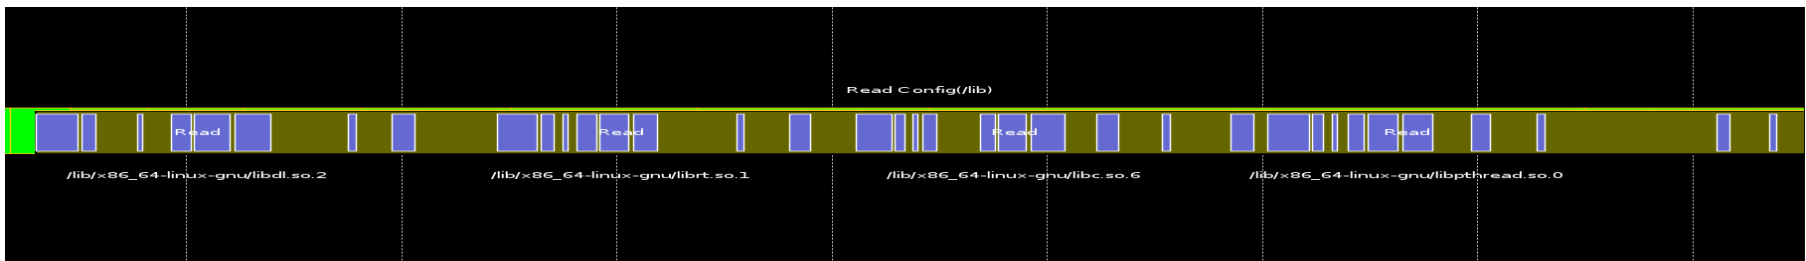 Read Config(/lib)
Read Read Read Read
/lib/x86_64-linux-gnu/libdl.so.2 /lib/x86_64-linux-gnu/librt.so.1 /lib/x86_64-linux-gnu/libc.so.6 /lib/x86_64-linux-gnu/libpthread.so.0